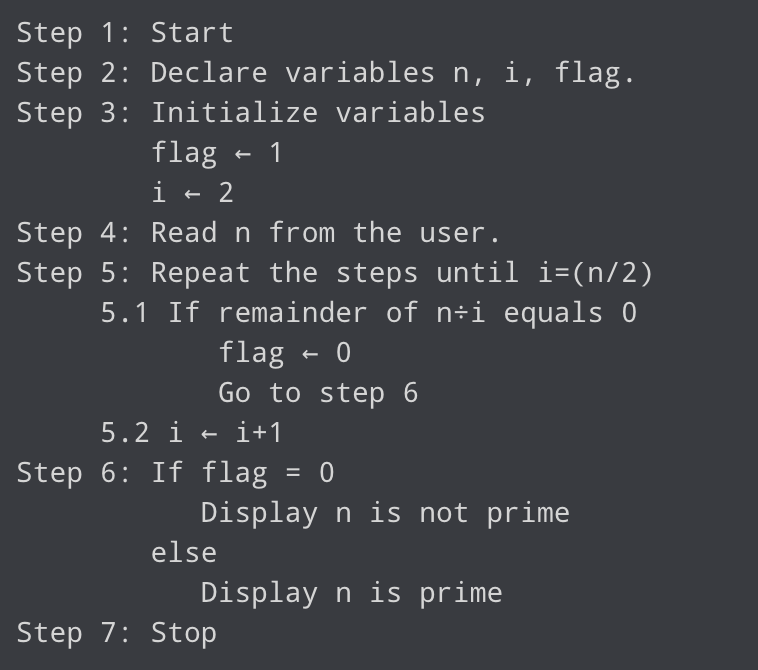 Step 1: Start
Step 2: Declare variables n, i, flag.
Step 3: Initialize variables
        flag ← 1
        i ← 2
Step 4: Read n from the user.
Step 5: Repeat the steps until i=(n/2)
     5.1 If remainder of n÷i equals 0
            flag ← 0
            Go to step 6
     5.2 i ← i+1
Step 6: If flag = 0
           Display n is not prime
        else
           Display n is prime
Step 7: Stop